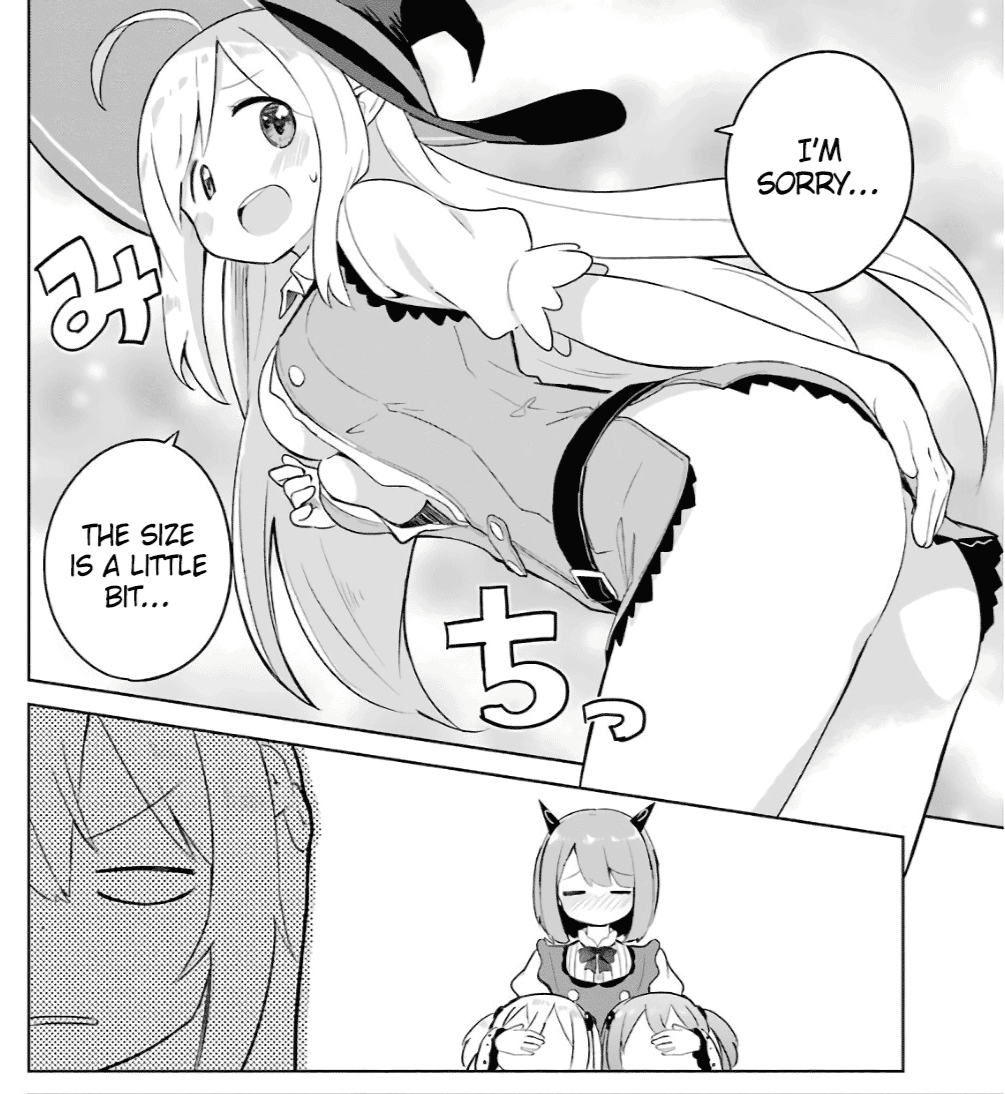 I'M
SORRY...
みちっ
THE SIZE
IS A LITTLE
BIT...